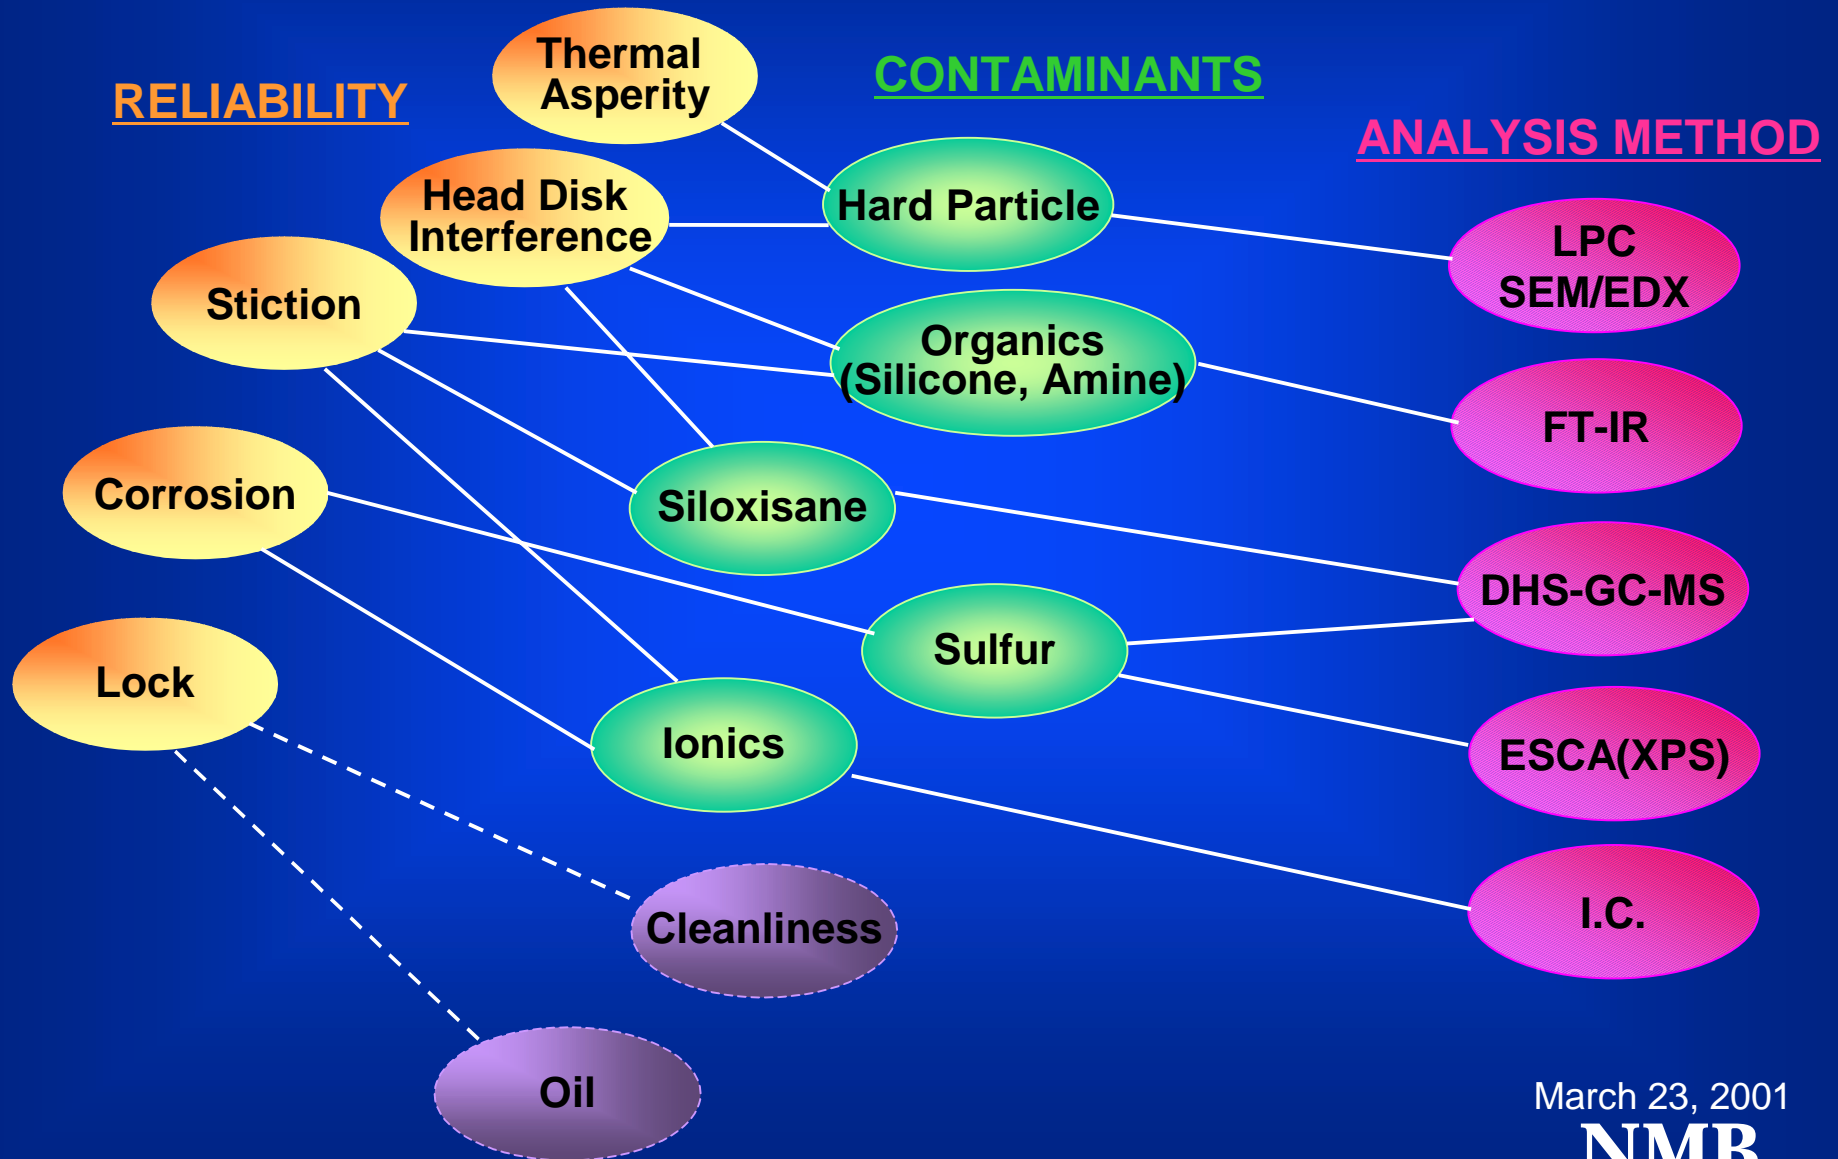 RELIABILITY
Thermal
Asperity
Head Disk
Interference
Stiction
Corrosion
Lock
CONTAMINANTS
Hard Particle
Organics
(Silicone, Amine)
Siloxisane
Sulfur
Ionics
Cleanliness
Oil
ANALYSIS METHOD
LPC
SEM/EDX
FT-IR
DHS-GC-MS
ESCA(XPS)
I.C.
March 23, 2001
NMB